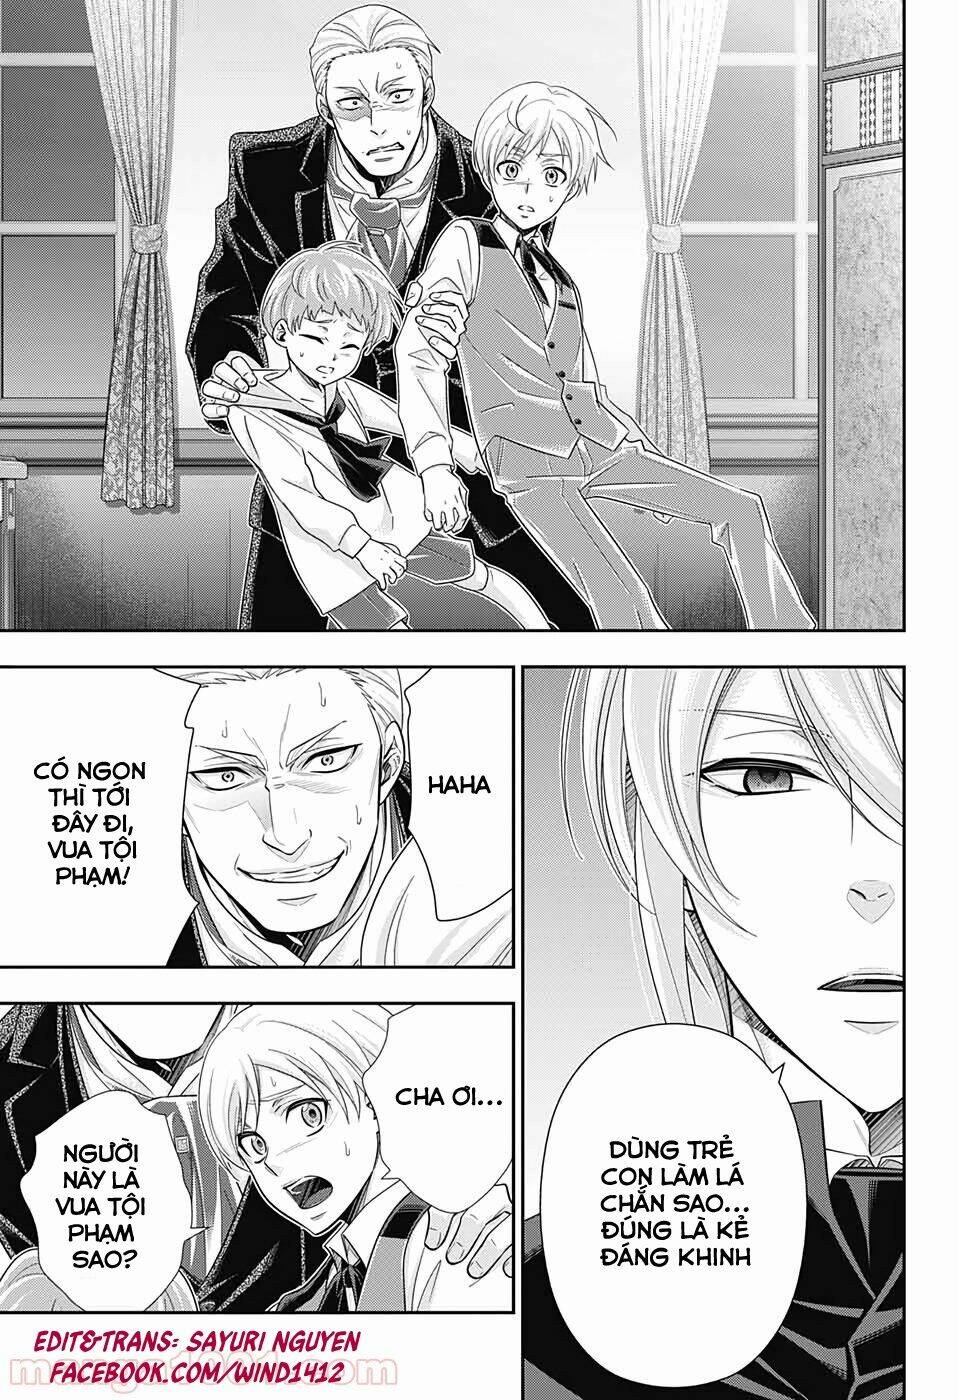 DÙNG TRẺ
CON LÀM LÁ
CHẮN SAO...
ĐÚNG LÀ KẺ
ĐÁNG KHINH
HAHA
CÓ NGON
THÌ TỚI
ĐÂY ĐI,
VUA TỘI
PHẠM!
CHA ƠI...
NGƯỜI
NÀY LÀ
VUA TỘI
PHẠM
SAO?
EDIT&TRANS: SAYURI NGUYEN
FACEBOOK.COM/WIND1412